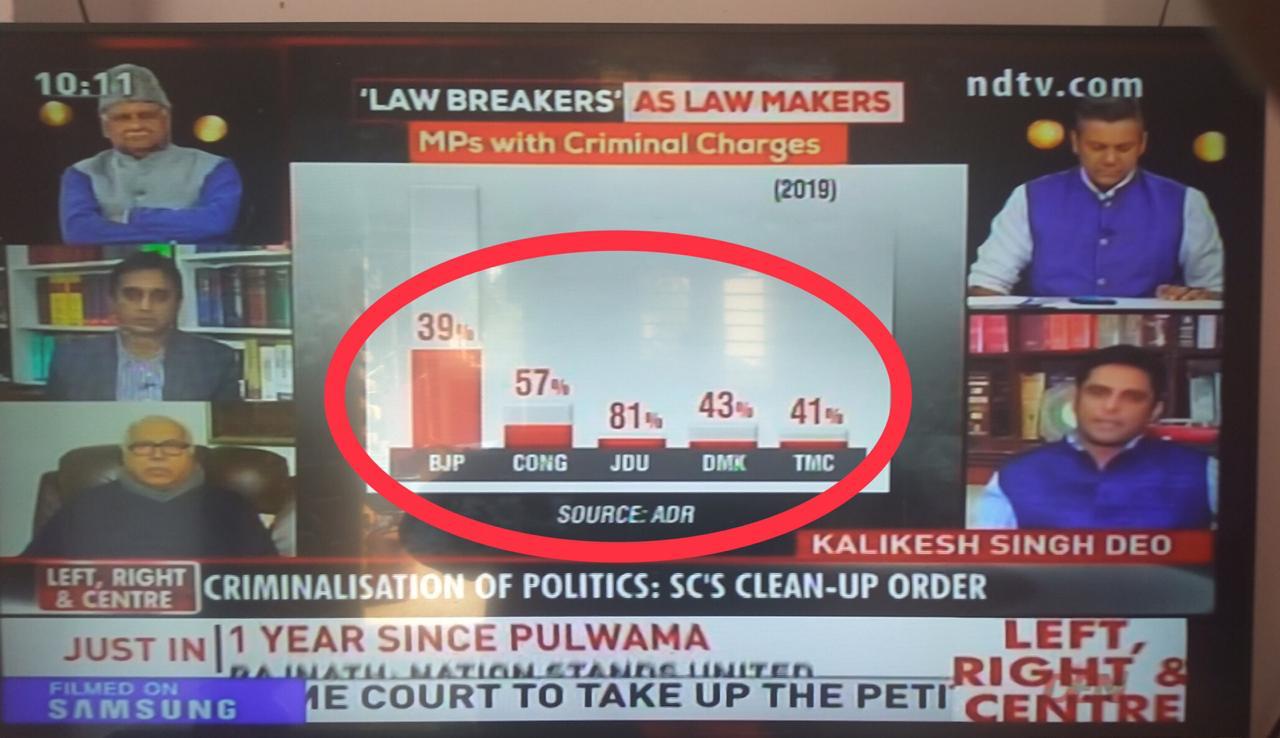 10:11
ndtv.com
'LAW BREAKERS' AS LAW MAKERS
MPs with Criminal Charges
(2019)
39%
57%
81%
43%
41%
BJP CONG JDU DMK TMC
SOURCE: ADR
KALIKESH SINGH DEO
LEFT, RIGHT
& CENTRE
CRIMINALISATION OF POLITICS: SC'S CLEAN-UP ORDER
JUST IN
1 YEAR SINCE PULWAMA
RAJNATH: NATION STANDS UNITED
ME COURT TO TAKE UP THE PETI
LEFT,
RIGHT &
CENTRE
FILMED ON
SAMSUNG